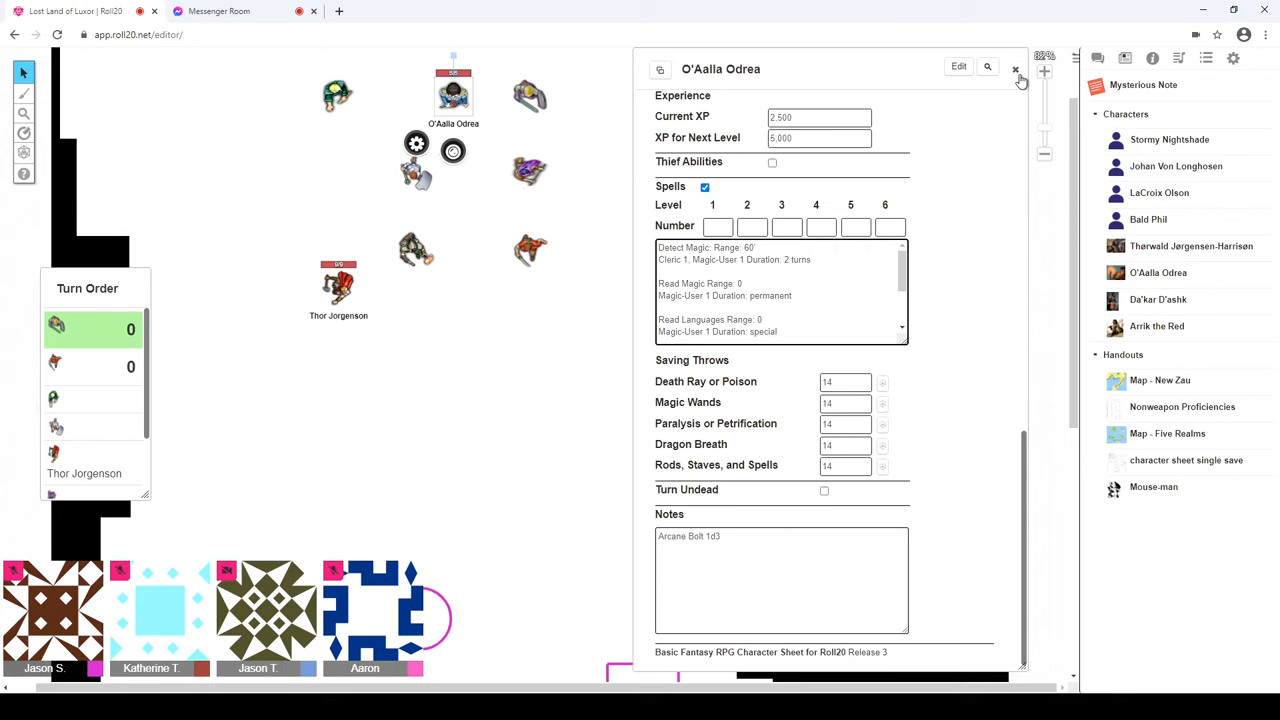 Lost Land of Luxor | Roll20
Messenger Room
app.roll20.net/editor/
5/5
O'Aalla Odrea
0/0
Thor Jorgenson
Turn Order
0
0
Thor Jorgenson
Jason S.
Katherine T.
Jason T.
Aaron
O'Aalla Odrea
Edit
Experience
Current XP 2,500
XP for Next Level 5,000
Thief Abilities
Spells
Level 1 2 3 4 5 6
Number
Detect Magic: Range: 60'
Cleric 1, Magic-User 1 Duration: 2 turns
Read Magic Range: 0
Magic-User 1 Duration: permanent
Read Languages Range: 0
Magic-User 1 Duration: special
Saving Throws
Death Ray or Poison 14
Magic Wands 14
Paralysis or Petrification 14
Dragon Breath 14
Rods, Staves, and Spells 14
Turn Undead
Notes
Arcane Bolt 1d3
Basic Fantasy RPG Character Sheet for Roll20 Release 3
82%
Mysterious Note
Characters
Stormy Nightshade
Johan Von Longhosen
LaCroix Olson
Bald Phil
Thørwald Jørgensen-Harrisøn
O'Aalla Odrea
Da'kar D'ashk
Arrik the Red
Handouts
Map - New Zau
Nonweapon Proficiencies
Map - Five Realms
character sheet single save
Mouse-man